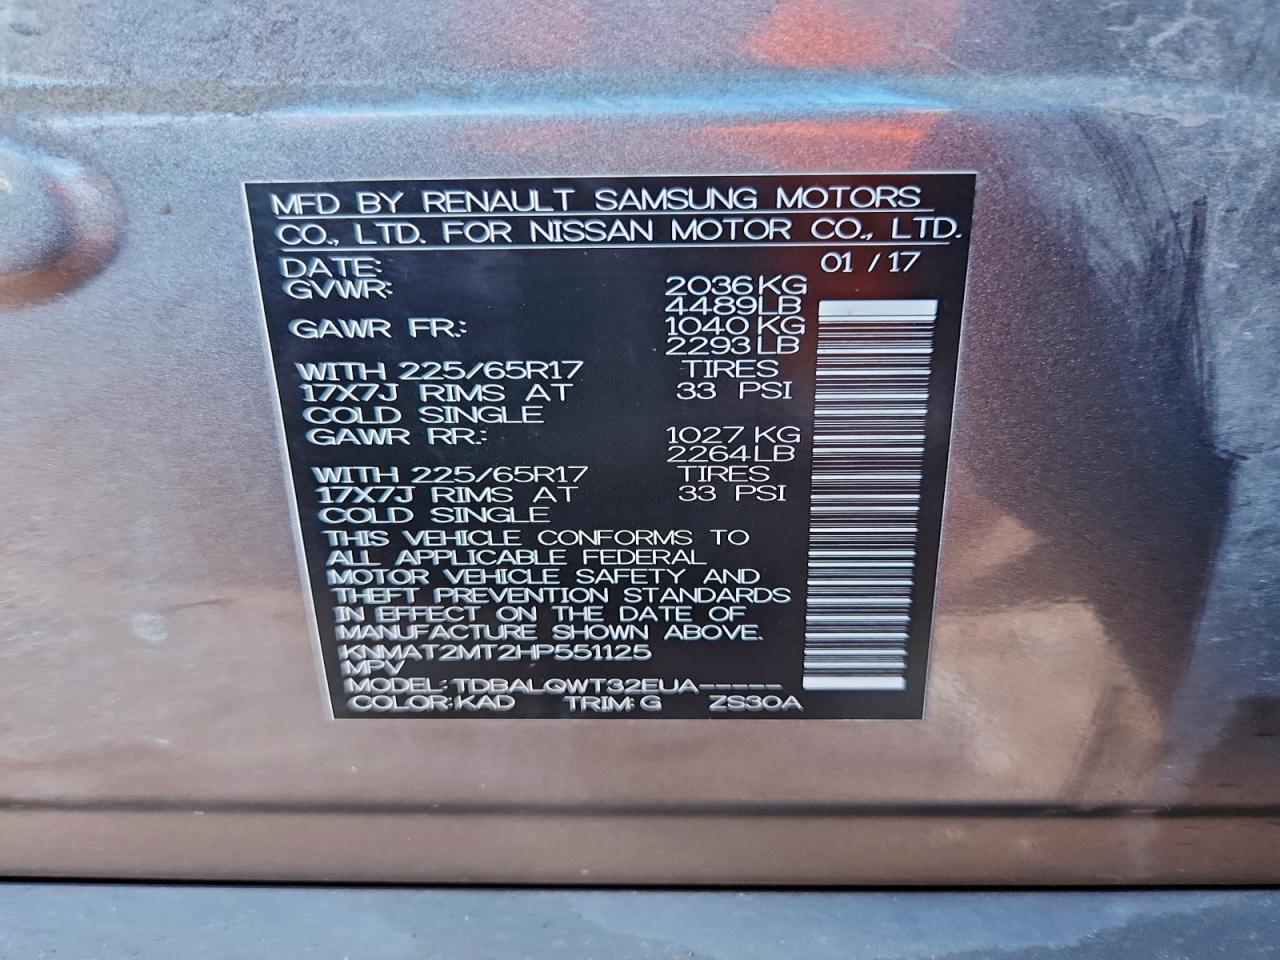 MFD BY RENAULT SAMSUNG MOTORS
CO., LTD. FOR NISSAN MOTOR CO., LTD.
DATE: 01 / 17
GVWR: 2036 KG
4489 LB
GAWR FR.: 1040 KG
2293 LB
WITH 225/65R17 TIRES
17X7J RIMS AT 33 PSI
COLD SINGLE
GAWR RR.: 1027 KG
2264 LB
WITH 225/65R17 TIRES
17X7J RIMS AT 33 PSI
COLD SINGLE
THIS VEHICLE CONFORMS TO
ALL APPLICABLE FEDERAL
MOTOR VEHICLE SAFETY AND
THEFT PREVENTION STANDARDS
IN EFFECT ON THE DATE OF
MANUFACTURE SHOWN ABOVE.
KNMAT2MT2HP551125
MPV
MODEL: TDBALQWT32EUA-----
COLOR: KAD TRIM: G ZS30A